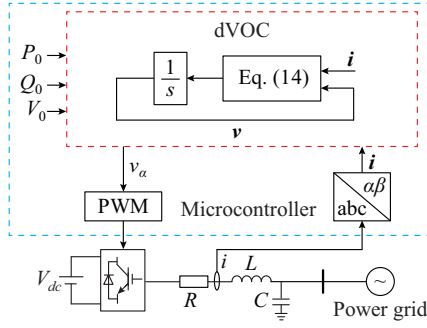 dVOC
P₀
Q₀
V₀
1/s
Eq. (14)
i
v
vα
i
PWM
Microcontroller
αβ
abc
Vdc
R
i
L
C
~
Power grid